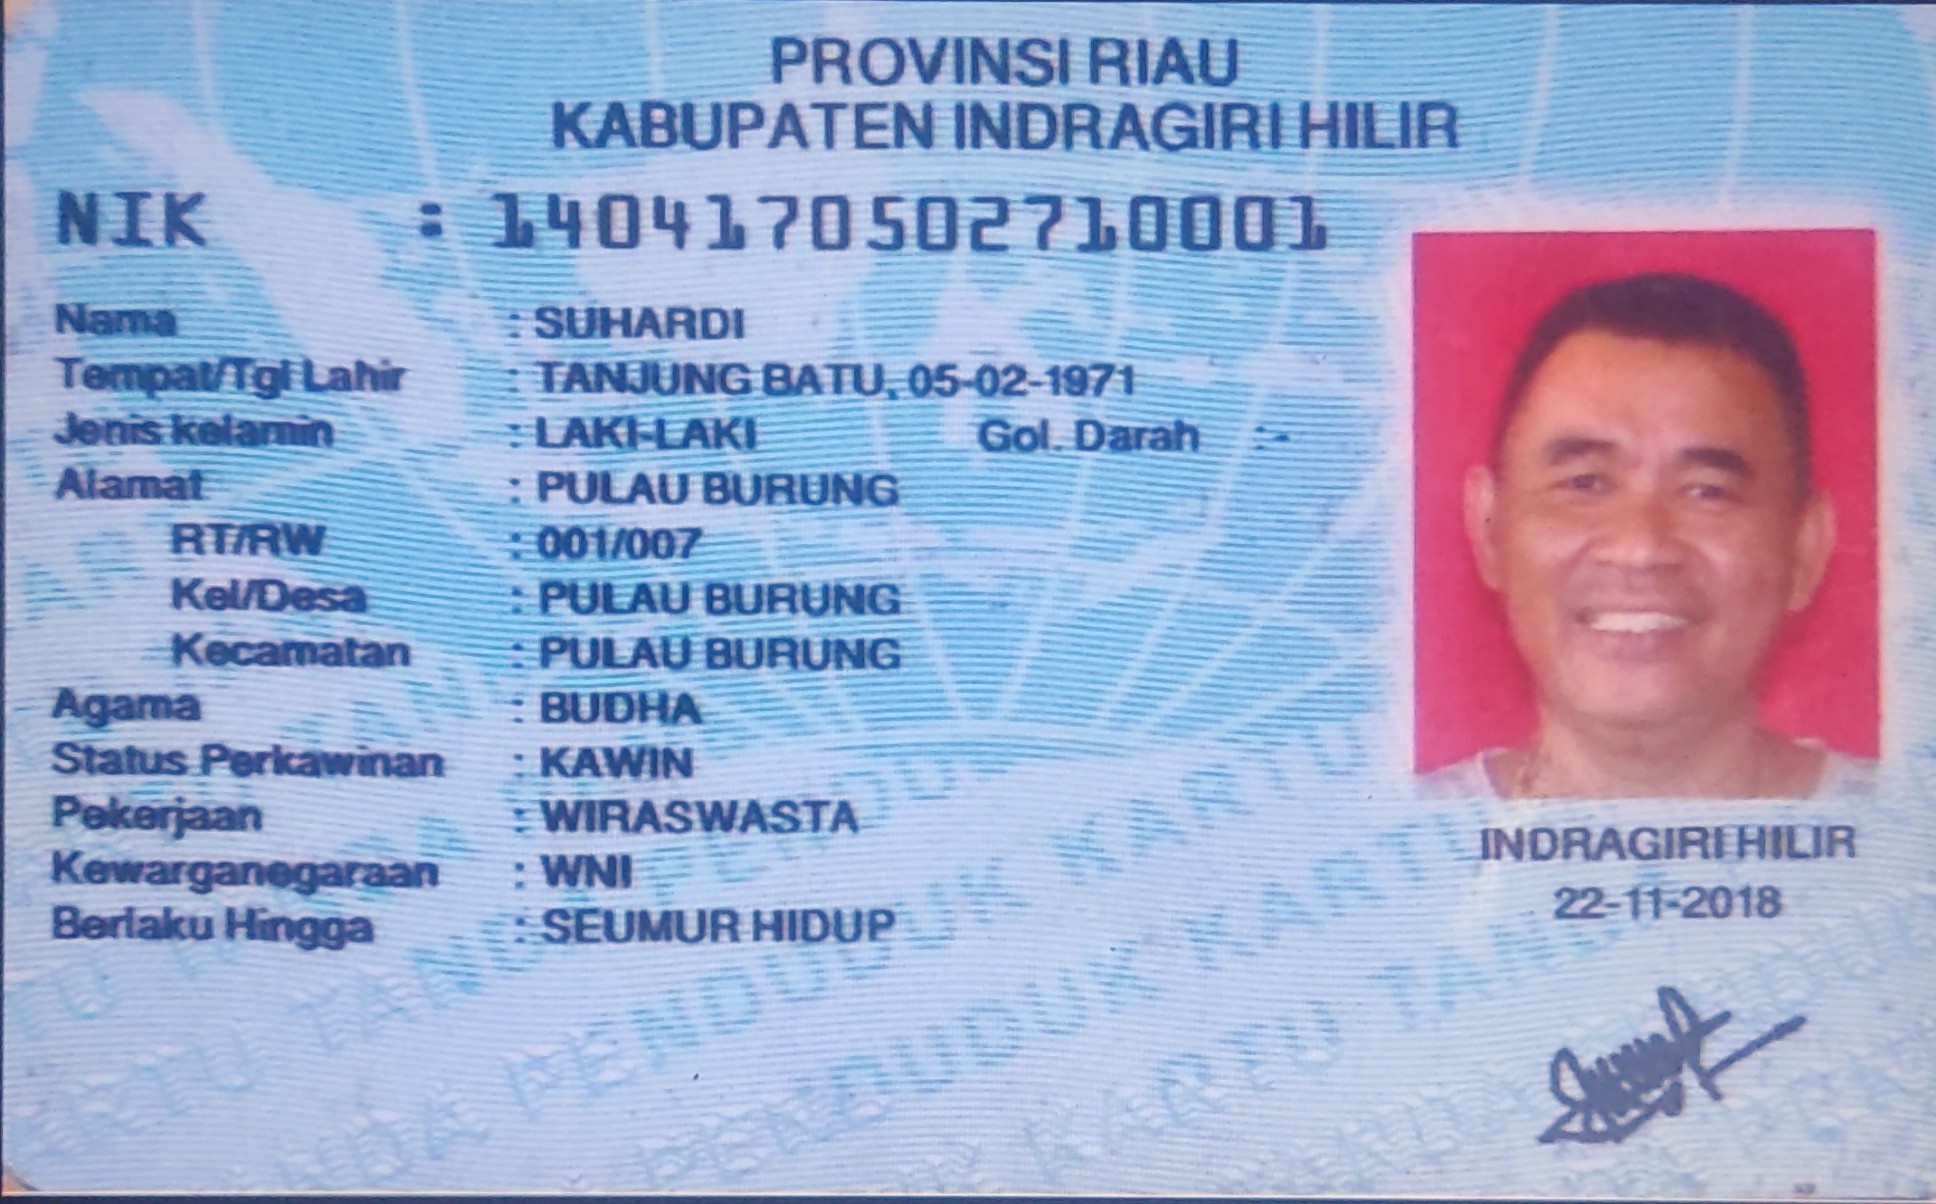 PROVINSI RIAU
KABUPATEN INDRAGIRI HILIR
NIK : 1404170502710001
Nama : SUHARDI
Tempat/Tgl Lahir : TANJUNG BATU, 05-02-1971
Jenis kelamin : LAKI-LAKI Gol. Darah : -
Alamat : PULAU BURUNG
RT/RW : 001/007
Kel/Desa : PULAU BURUNG
Kecamatan : PULAU BURUNG
Agama : BUDHA
Status Perkawinan : KAWIN
Pekerjaan : WIRASWASTA
Kewarganegaraan : WNI
Berlaku Hingga : SEUMUR HIDUP
INDRAGIRI HILIR
22-11-2018